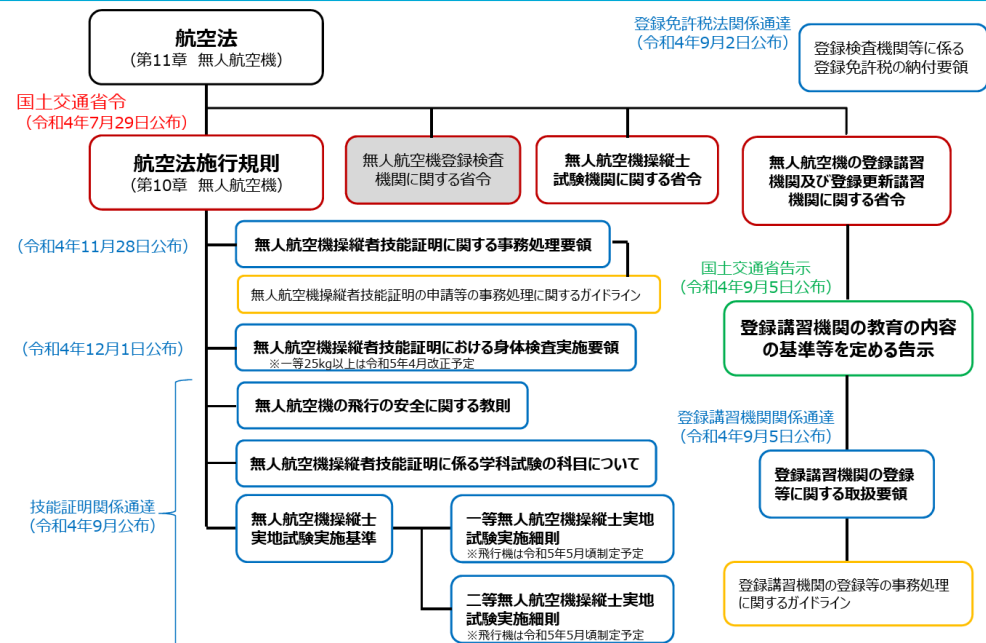 航空法
(第11章 無人航空機)
登録免許税法関係通達
(令和4年9月2日公布)
登録検査機関等に係る
登録免許税の納付要領
国土交通省令
(令和4年7月29日公布)
航空法施行規則
(第10章 無人航空機)
無人航空機登録検査
機関に関する省令
無人航空機操縦士
試験機関に関する省令
無人航空機の登録講習
機関及び登録更新講習
機関に関する省令
(令和4年11月28日公布)
無人航空機操縦者技能証明に関する事務処理要領
無人航空機操縦者技能証明の申請等の事務処理に関するガイドライン
国土交通省告示
(令和4年9月5日公布)
登録講習機関の教育の内容
の基準等を定める告示
(令和4年12月1日公布)
無人航空機操縦者技能証明における身体検査実施要領
※一等25kg以上は令和5年4月改正予定
無人航空機の飛行の安全に関する教則
登録講習機関関係通達
(令和4年9月5日公布)
無人航空機操縦者技能証明に係る学科試験の科目について
登録講習機関の登録
等に関する取扱要領
技能証明関係通達
(令和4年9月公布)
無人航空機操縦士
実地試験実施基準
一等無人航空機操縦士実地
試験実施細則
※飛行機は令和5年5月頃制定予定
二等無人航空機操縦士実地
試験実施細則
※飛行機は令和5年5月頃制定予定
登録講習機関の登録等の事務処理
に関するガイドライン